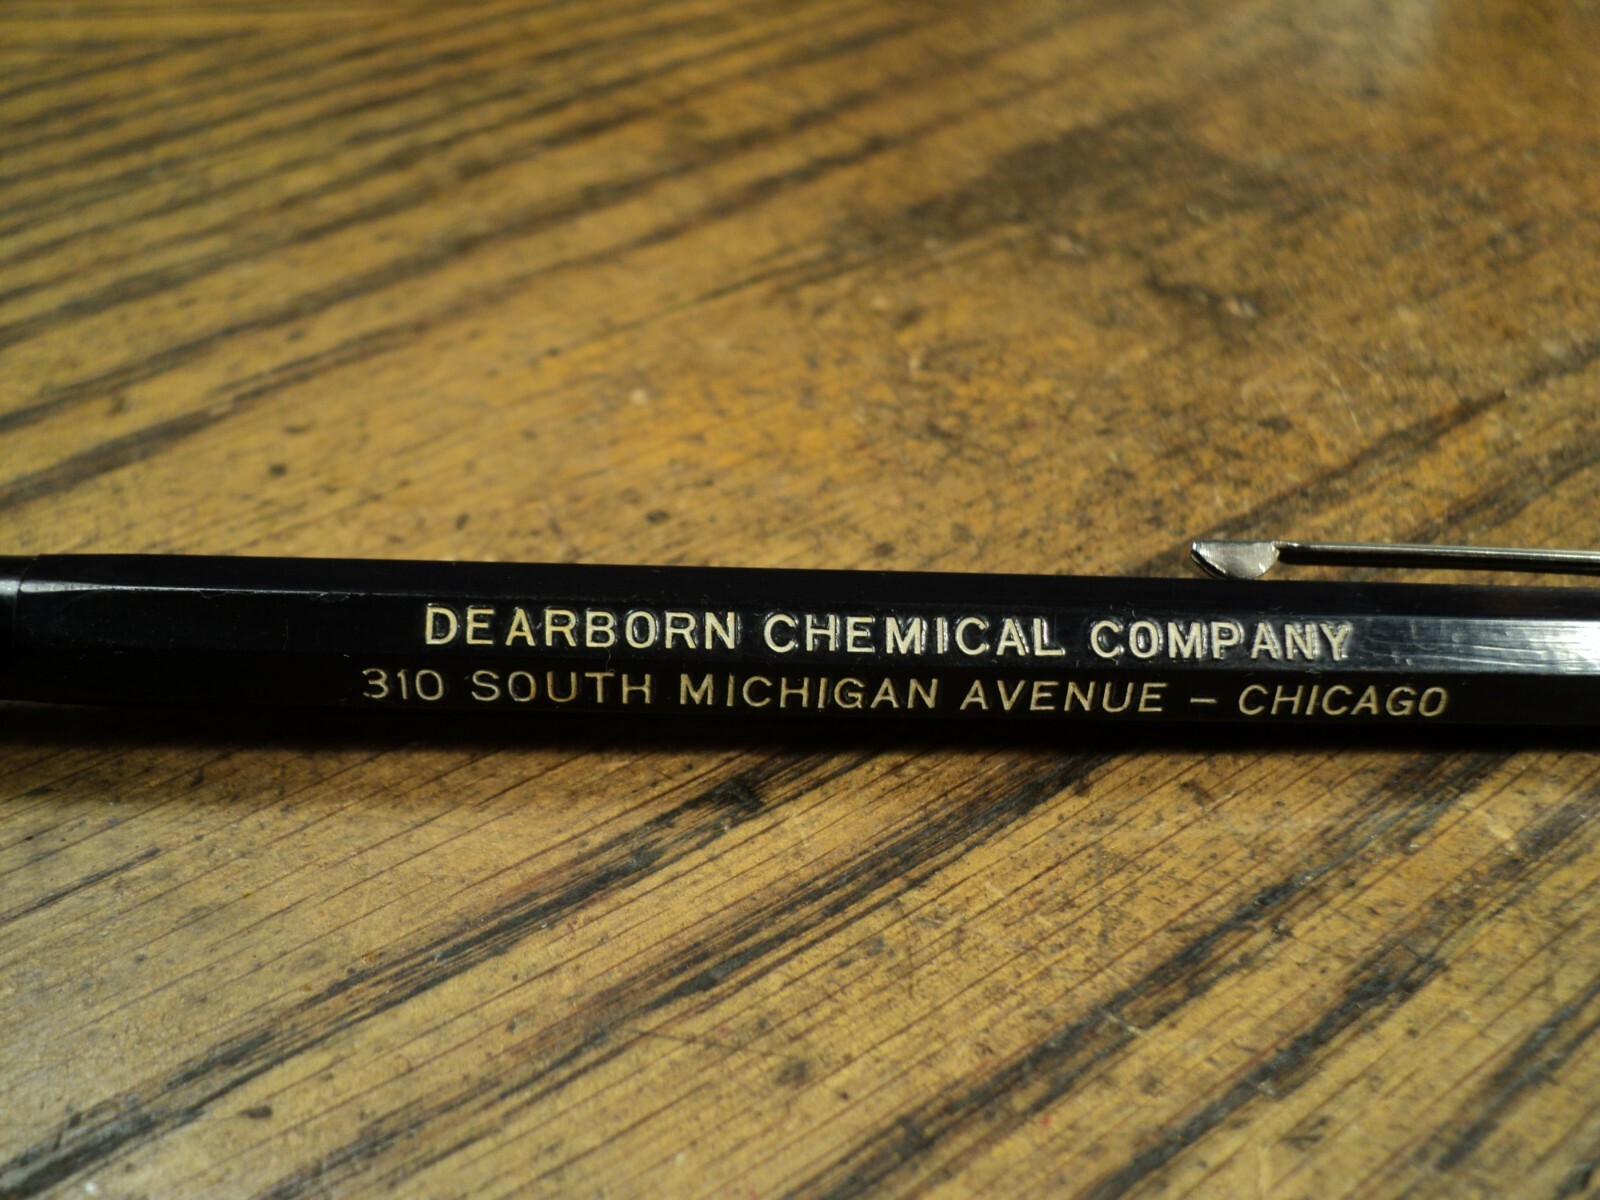 DEARBORN CHEMICAL COMPANY
310 SOUTH MICHIGAN AVENUE – CHICAGO